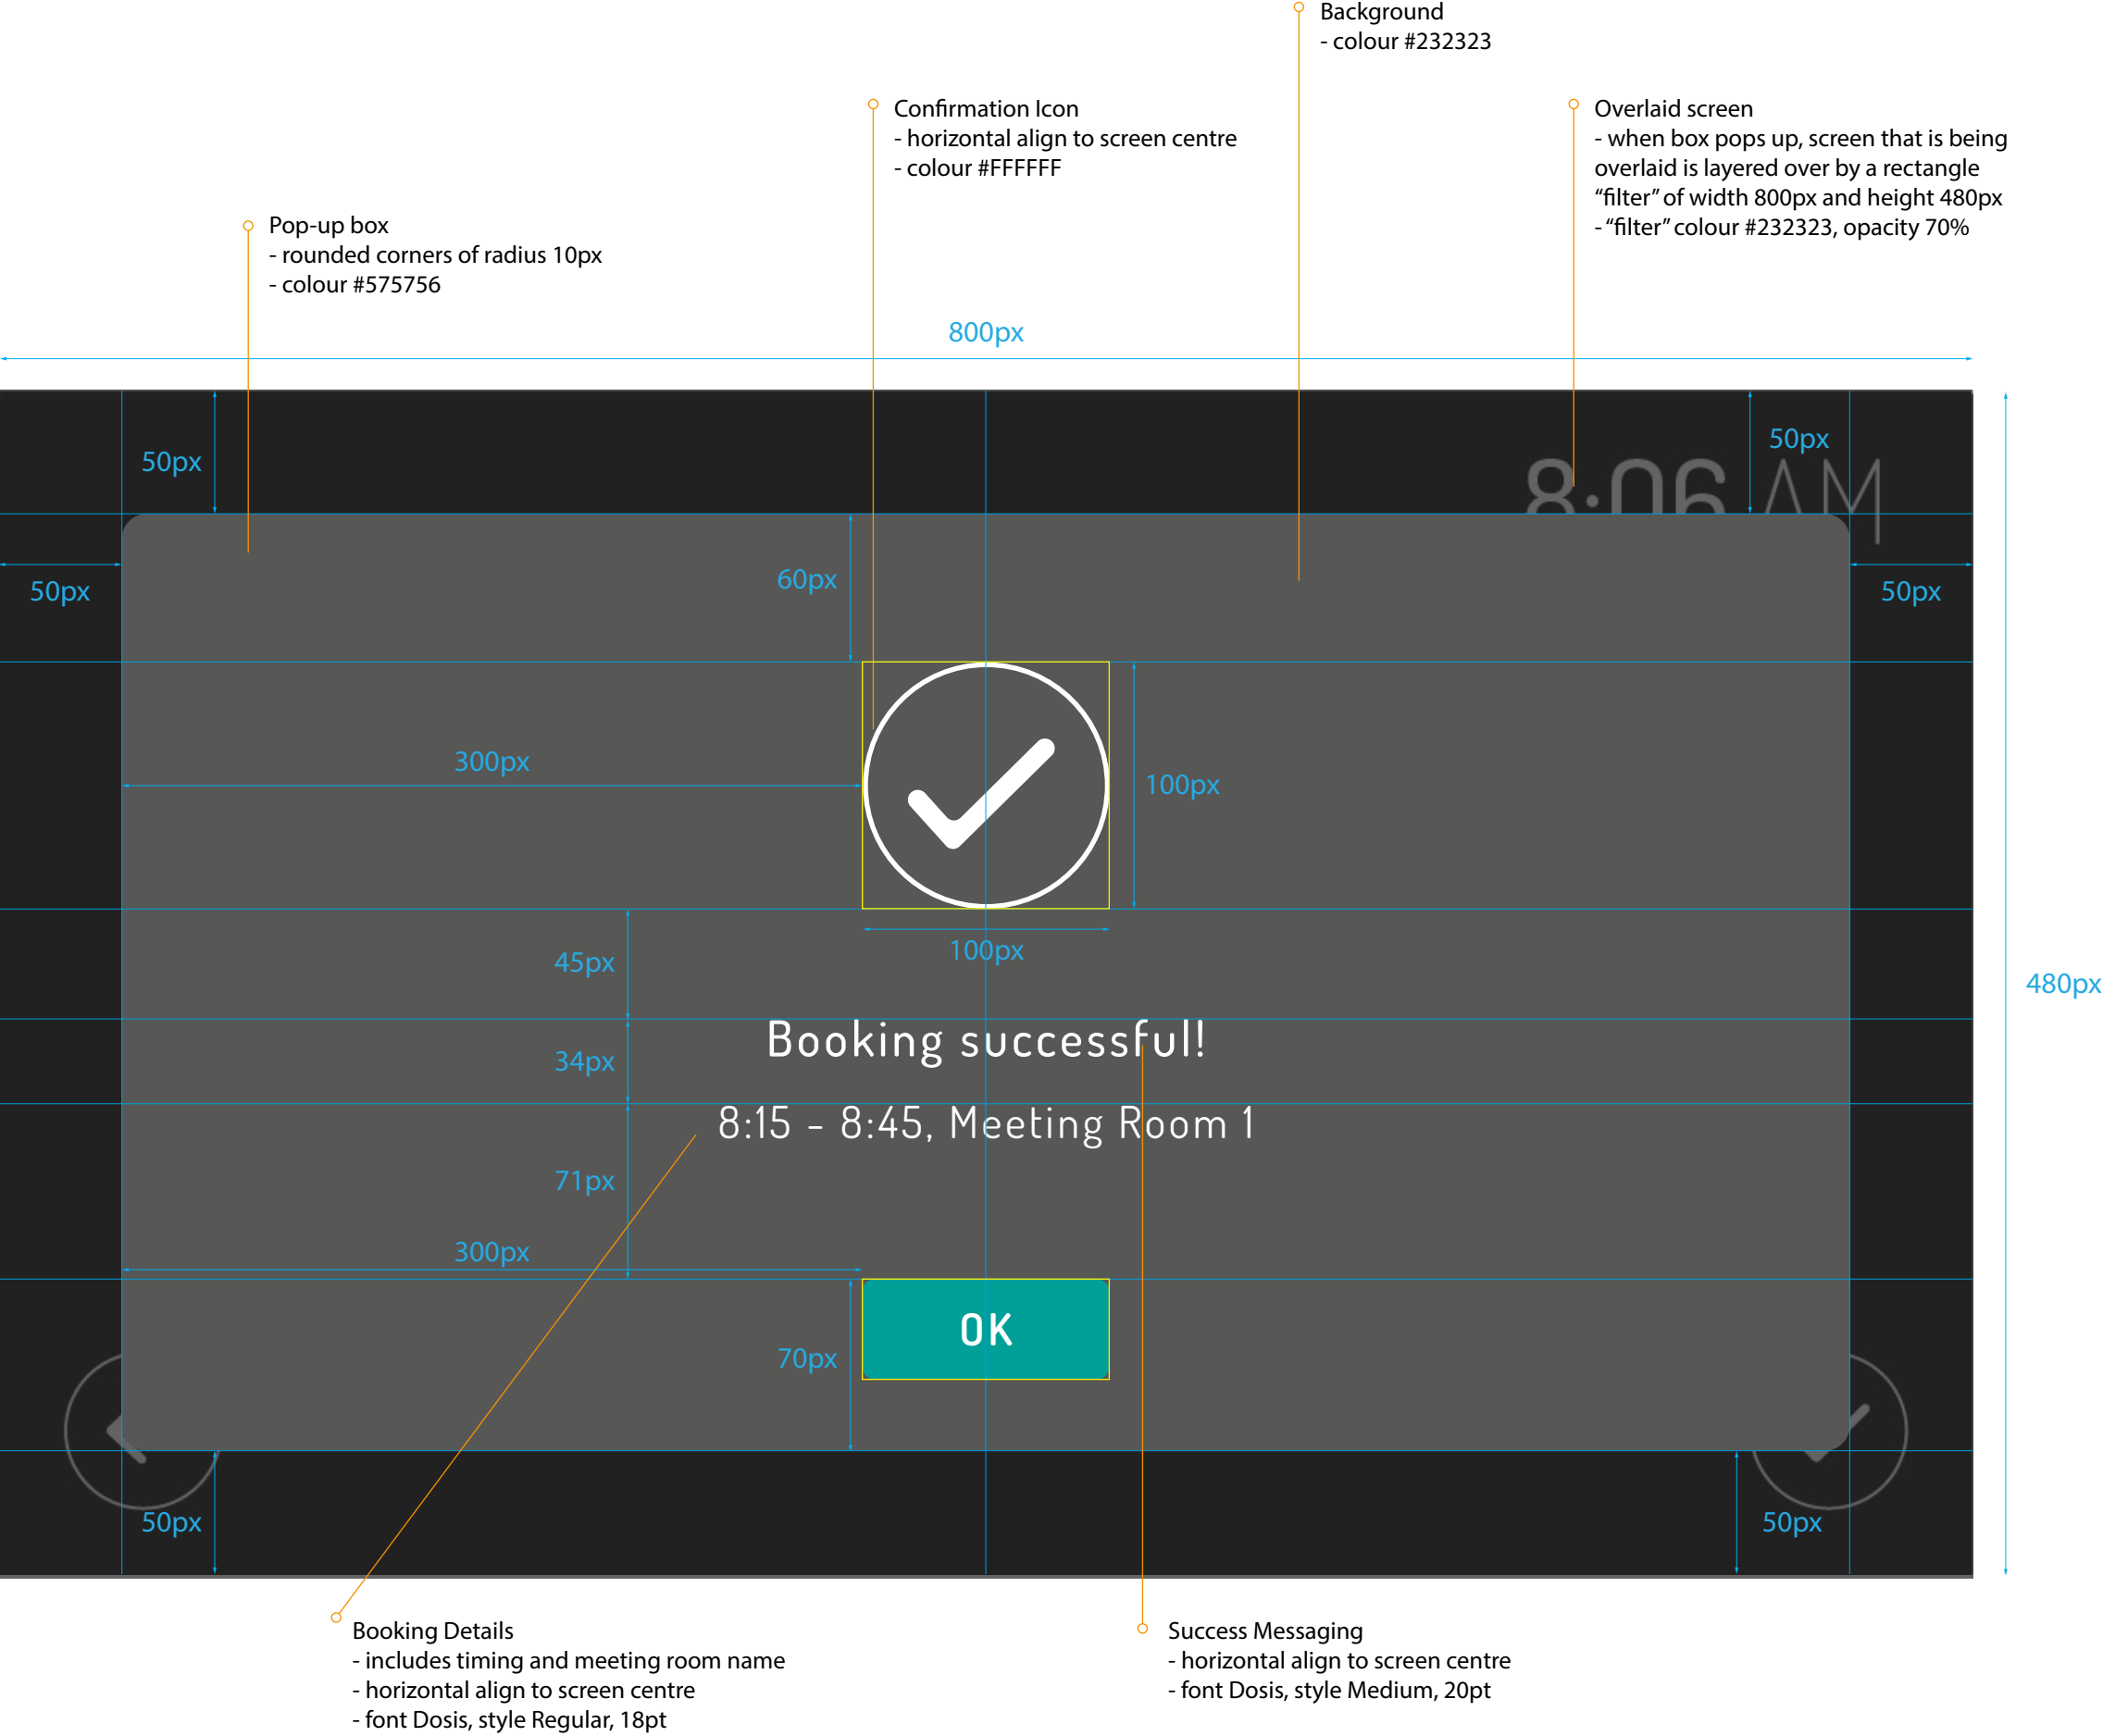 Background
- colour #232323
Confirmation Icon
- horizontal align to screen centre
- colour #FFFFFF
Overlaid screen
- when box pops up, screen that is being
overlaid is layered over by a rectangle
“filter” of width 800px and height 480px
- “filter” colour #232323, opacity 70%
Pop-up box
- rounded corners of radius 10px
- colour #575756
800px
50px
50px
8:06 AM
60px
50px
50px
300px
100px
100px
45px
480px
Booking successful!
34px
8:15 - 8:45, Meeting Room 1
71px
300px
OK
70px
50px
50px
Booking Details
- includes timing and meeting room name
- horizontal align to screen centre
- font Dosis, style Regular, 18pt
Success Messaging
- horizontal align to screen centre
- font Dosis, style Medium, 20pt